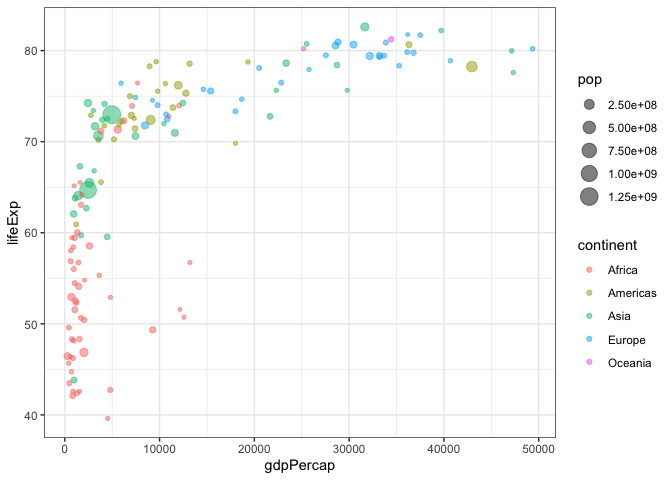 80
70
60
50
40
lifeExp
0 10000 20000 30000 40000 50000
gdpPercap
pop
2.50e+08
5.00e+08
7.50e+08
1.00e+09
1.25e+09
continent
Africa
Americas
Asia
Europe
Oceania